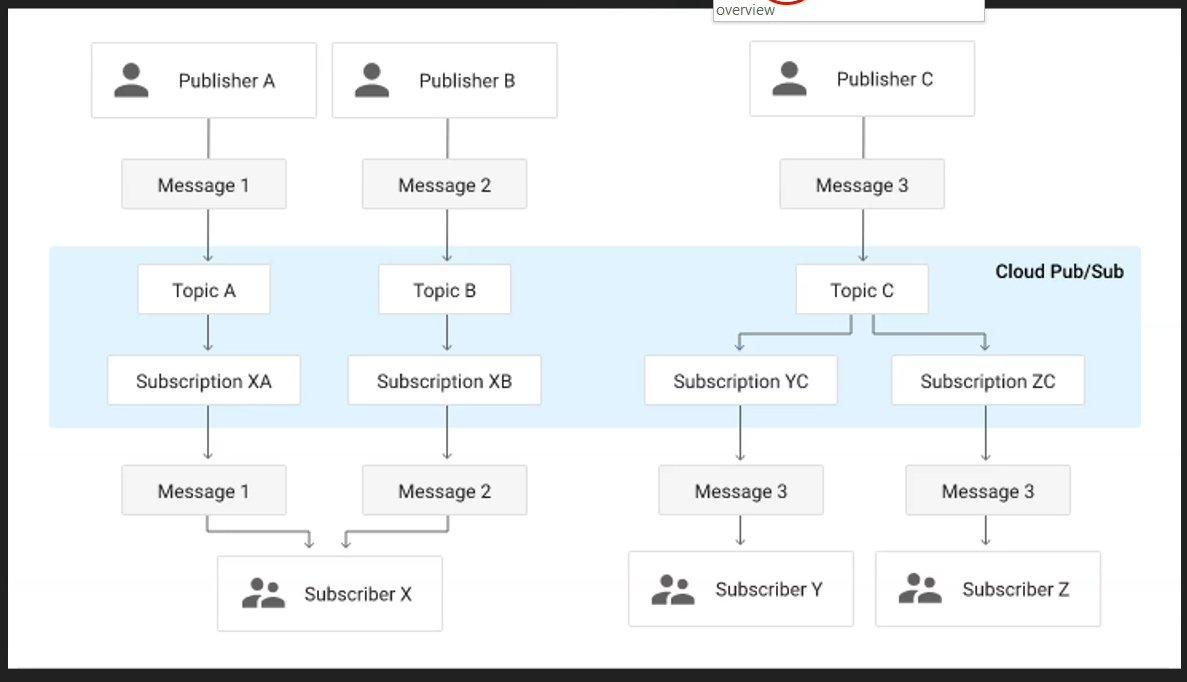 overview
Publisher A
Publisher B
Publisher C
Message 1
Message 2
Message 3
Cloud Pub/Sub
Topic A
Topic B
Topic C
Subscription XA
Subscription XB
Subscription YC
Subscription ZC
Message 1
Message 2
Message 3
Message 3
Subscriber X
Subscriber Y
Subscriber Z